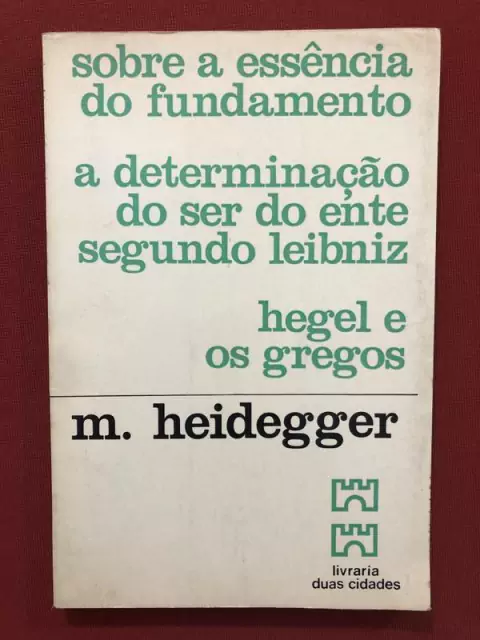 sobre a essência
do fundamento
a determinação
do ser do ente
segundo leibniz
hegel e
os gregos
m. heidegger
livraria
duas cidades